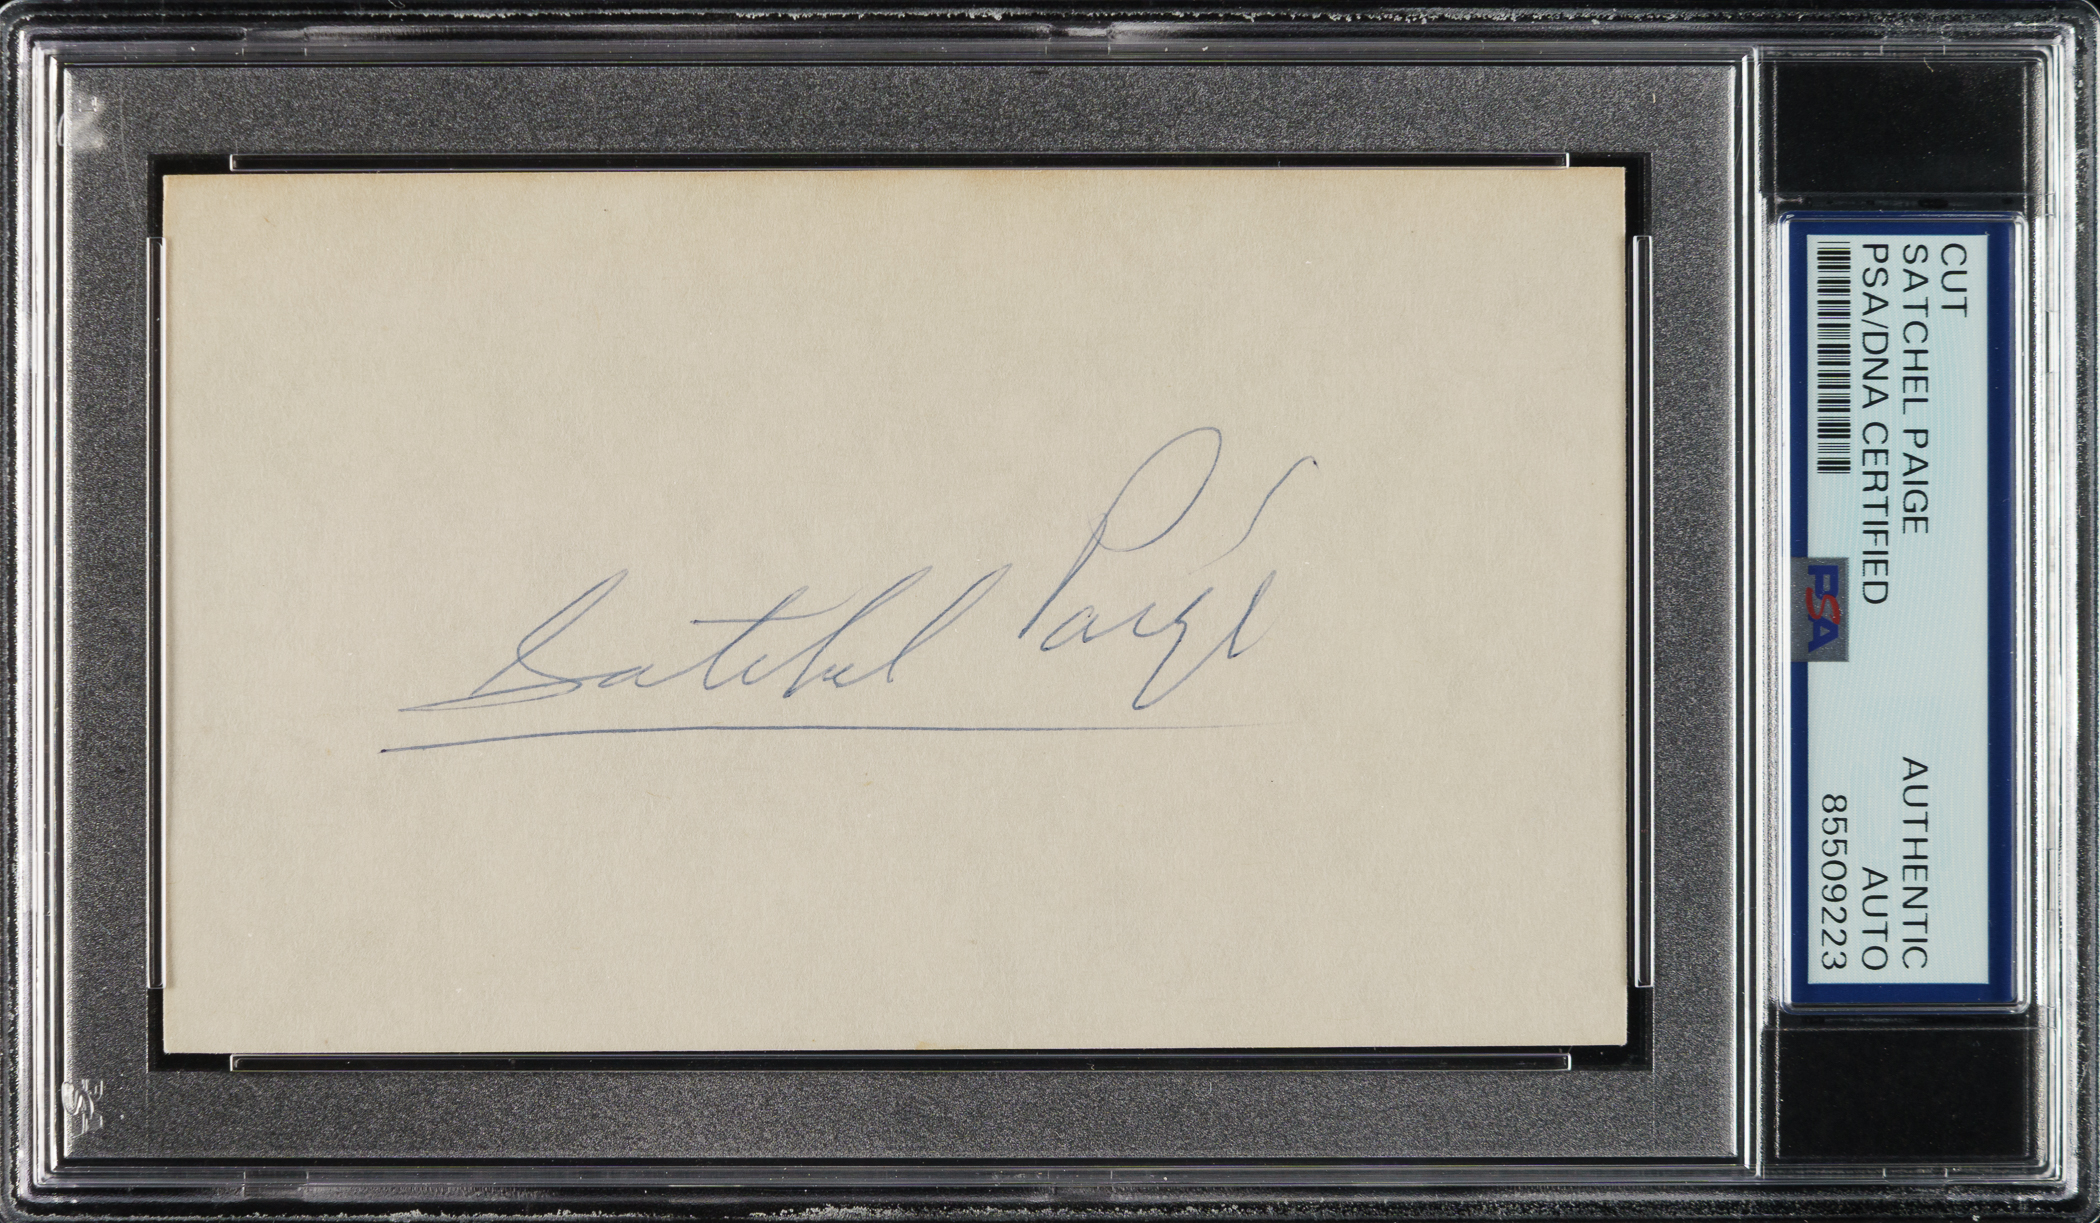 Satchel Paige
CUT
SATCHEL PAIGE
AUTHENTIC
PSA/DNA CERTIFIED
AUTO
85509223
PSA